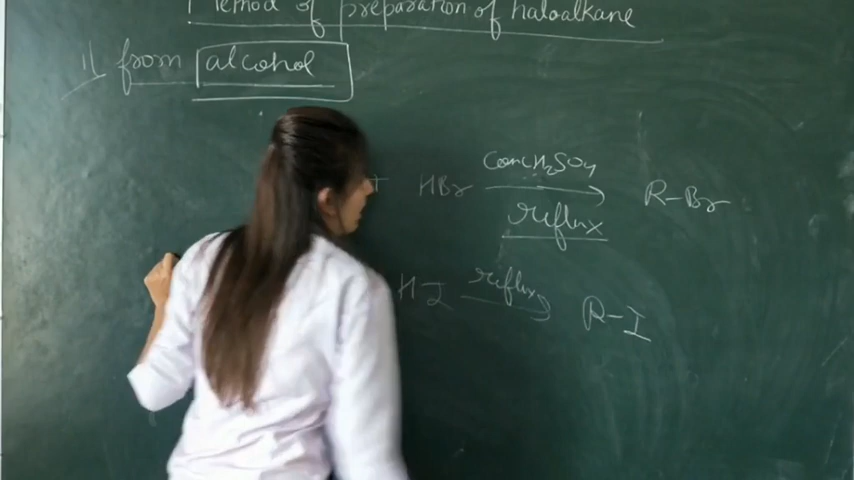 Method of preparation of haloalkane
1) from alcohol
+ HBr conc H2SO4 reflux R-Br
HI reflux R-I